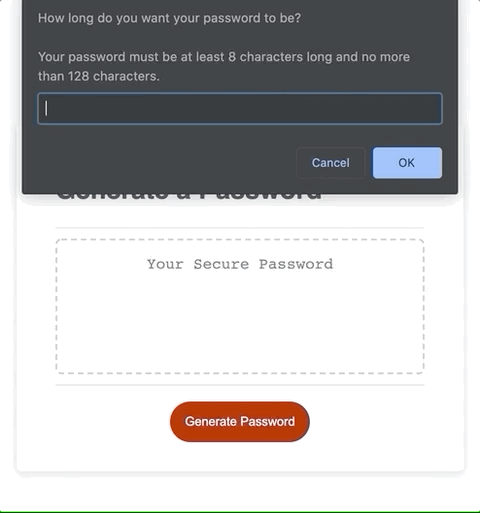 How long do you want your password to be?
Your password must be at least 8 characters long and no more
than 128 characters.
Cancel
OK
Generate a Password
Your Secure Password
Generate Password